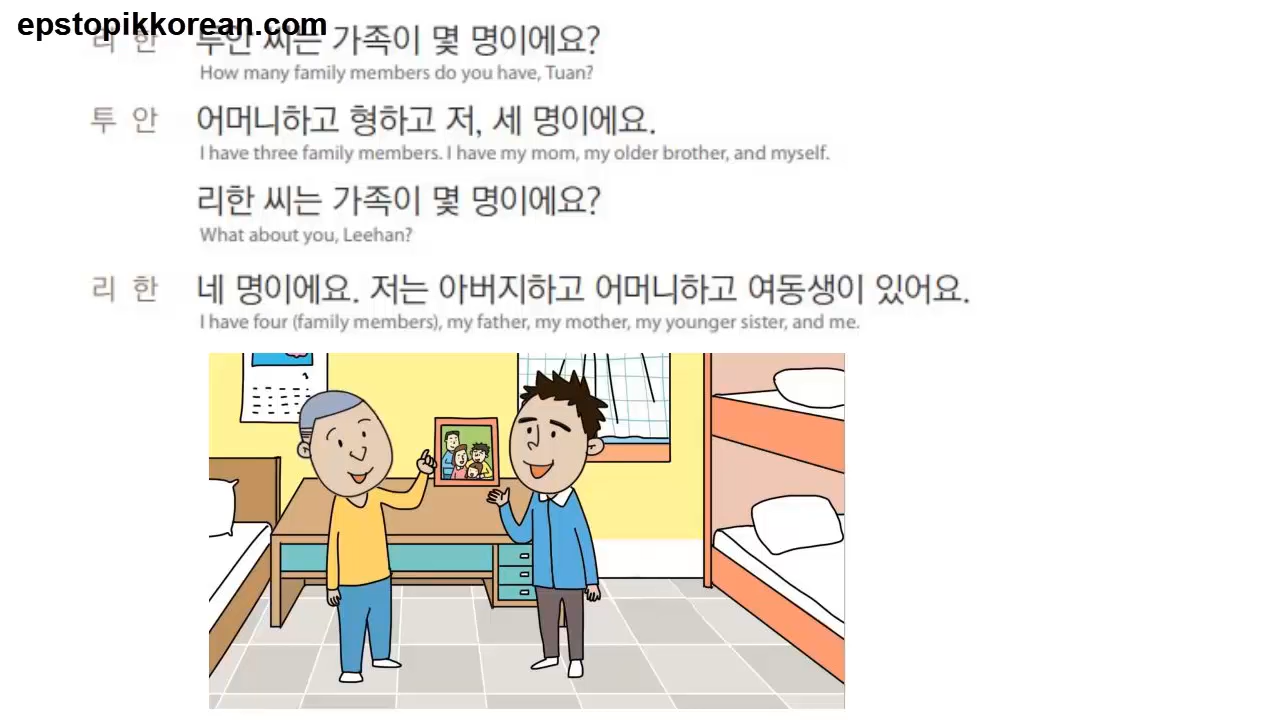 epstopikkorean.com
리 한 투안 씨는 가족이 몇 명이에요?
How many family members do you have, Tuan?
투 안 어머니하고 형하고 저, 세 명이에요.
I have three family members. I have my mom, my older brother, and myself.
리한 씨는 가족이 몇 명이에요?
What about you, Leehan?
리 한 네 명이에요. 저는 아버지하고 어머니하고 여동생이 있어요.
I have four (family members), my father, my mother, my younger sister, and me.